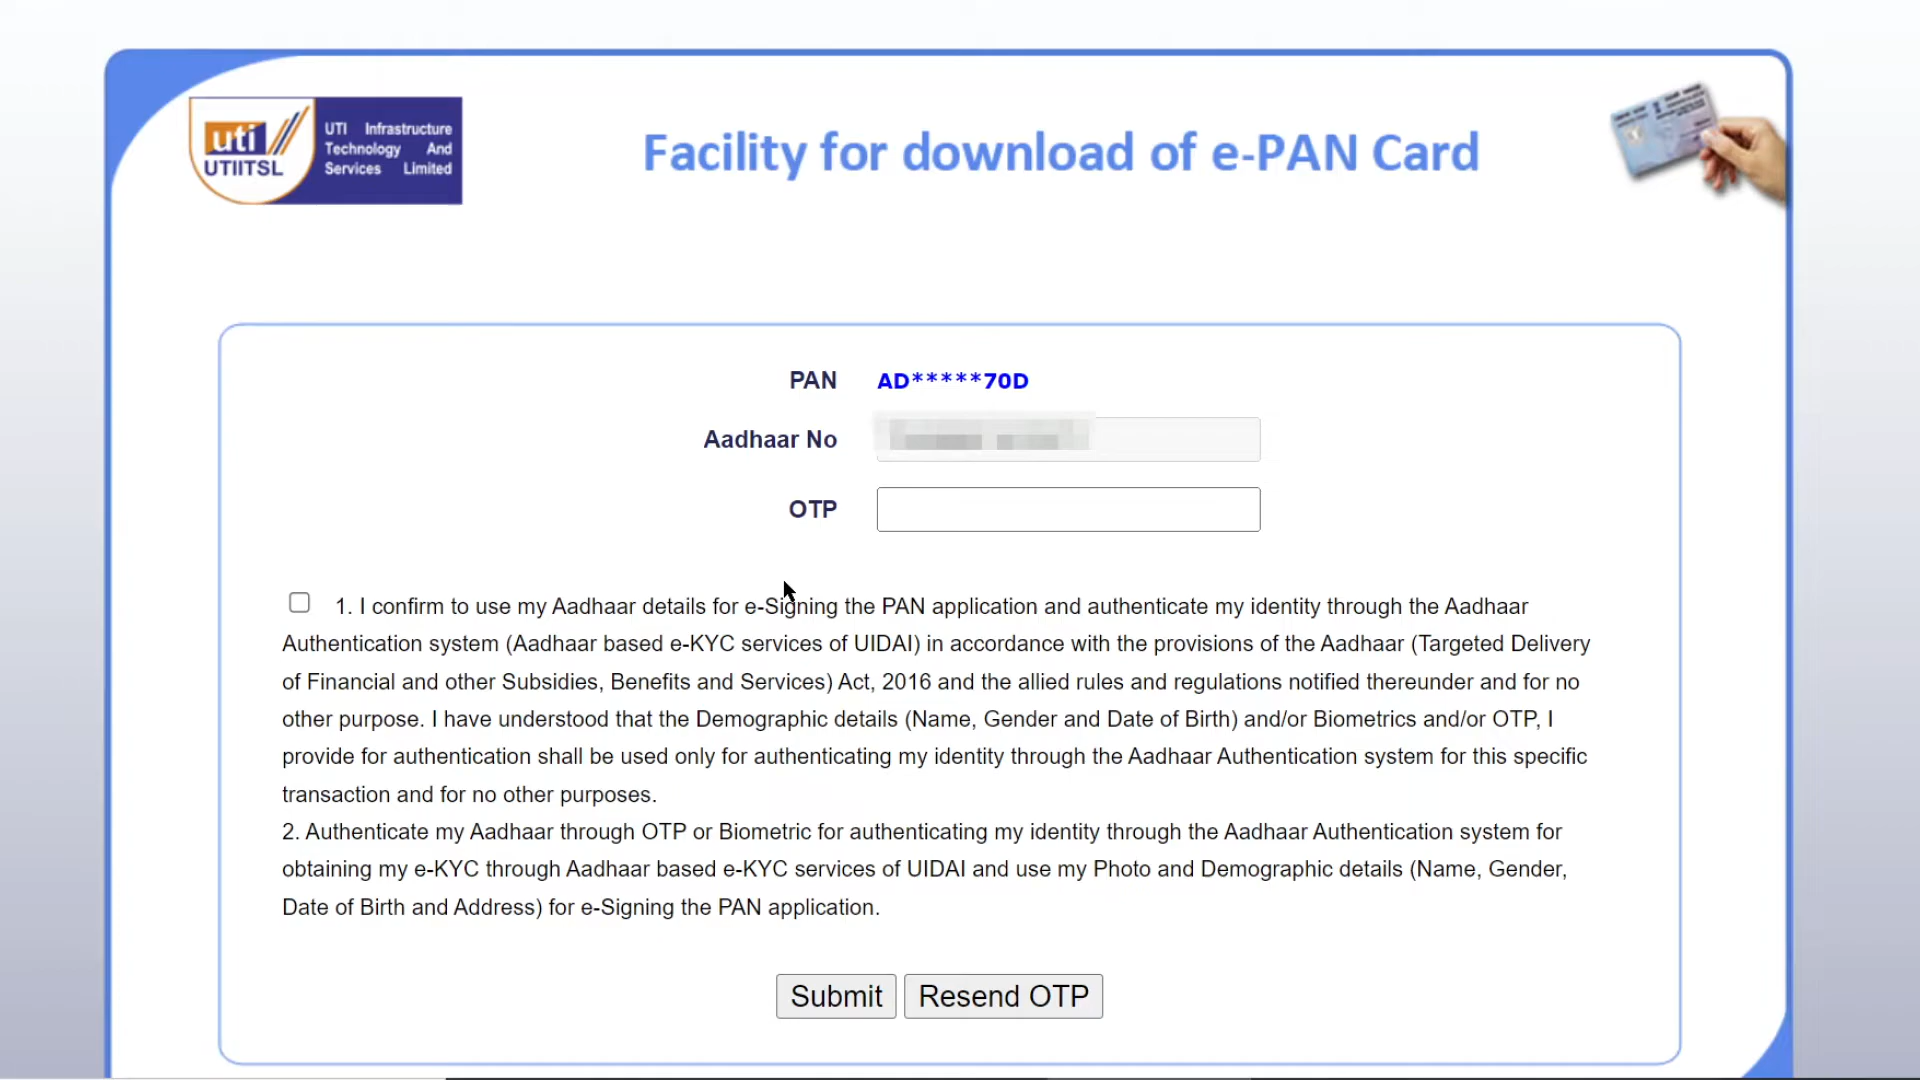 uti
UTIITSL
UTI Infrastructure
Technology And
Services Limited
Facility for download of e-PAN Card
PAN AD*****70D
Aadhaar No
OTP
1. I confirm to use my Aadhaar details for e-Signing the PAN application and authenticate my identity through the Aadhaar
Authentication system (Aadhaar based e-KYC services of UIDAI) in accordance with the provisions of the Aadhaar (Targeted Delivery
of Financial and other Subsidies, Benefits and Services) Act, 2016 and the allied rules and regulations notified thereunder and for no
other purpose. I have understood that the Demographic details (Name, Gender and Date of Birth) and/or Biometrics and/or OTP, I
provide for authentication shall be used only for authenticating my identity through the Aadhaar Authentication system for this specific
transaction and for no other purposes.
2. Authenticate my Aadhaar through OTP or Biometric for authenticating my identity through the Aadhaar Authentication system for
obtaining my e-KYC through Aadhaar based e-KYC services of UIDAI and use my Photo and Demographic details (Name, Gender,
Date of Birth and Address) for e-Signing the PAN application.
Submit Resend OTP